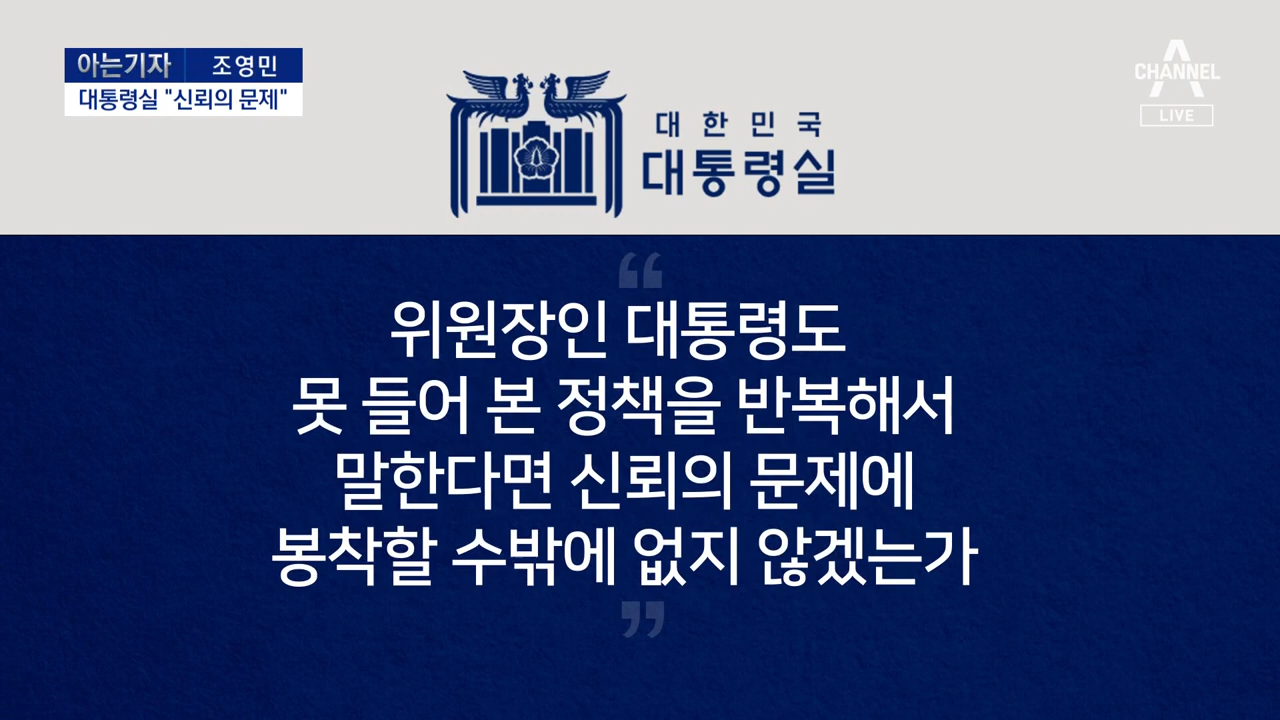 아는기자 조영민
대통령실 "신뢰의 문제"
CHANNEL A
LIVE
대한민국
대통령실
“
위원장인 대통령도
못 들어 본 정책을 반복해서
말한다면 신뢰의 문제에
봉착할 수밖에 없지 않겠는가
”